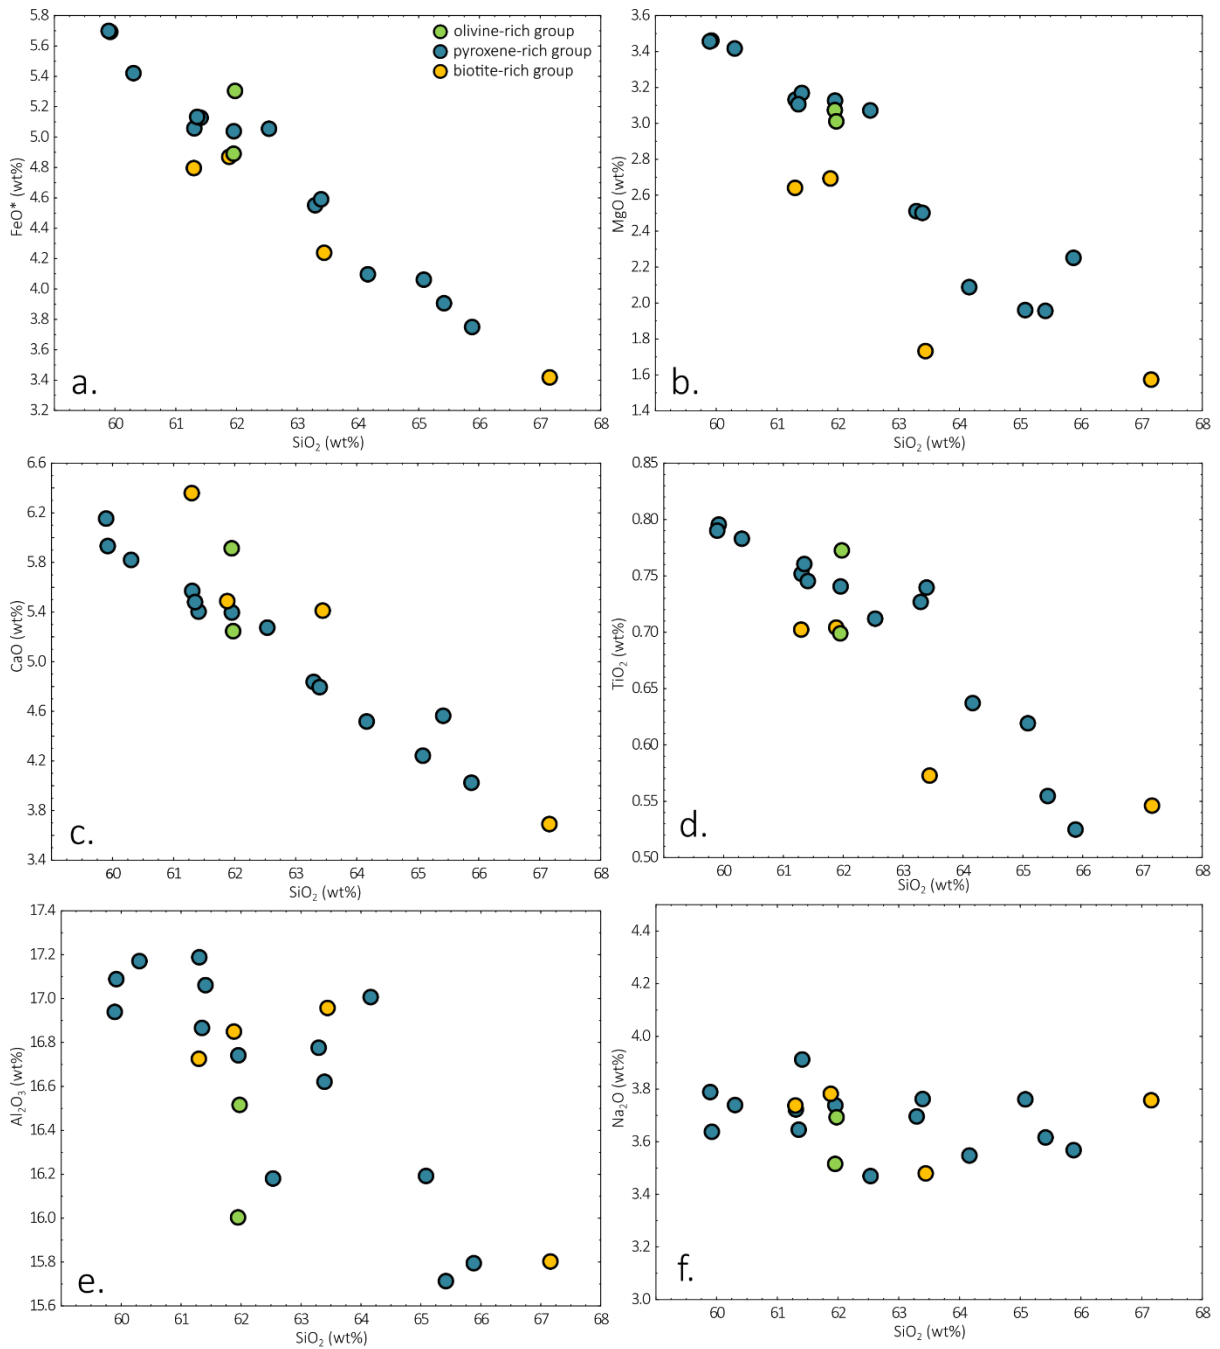 5.8
5.6
5.4
5.2
5.0
4.8
4.6
4.4
4.2
4.0
3.8
3.6
3.4
3.2
FeO* (wt%)
olivine-rich group
pyroxene-rich group
biotite-rich group
a.
60 61 62 63 64 65 66 67 68
SiO₂ (wt%)
3.6
3.4
3.2
3.0
2.8
2.6
2.4
2.2
2.0
1.8
1.6
1.4
MgO (wt%)
b.
60 61 62 63 64 65 66 67 68
SiO₂ (wt%)
6.6
6.2
5.8
5.4
5.0
4.6
4.2
3.8
3.4
CaO (wt%)
c.
60 61 62 63 64 65 66 67 68
SiO₂ (wt%)
0.85
0.80
0.75
0.70
0.65
0.60
0.55
0.50
TiO₂ (wt%)
d.
60 61 62 63 64 65 66 67 68
SiO₂ (wt%)
17.4
17.2
17.0
16.8
16.6
16.4
16.2
16.0
15.8
15.6
Al₂O₃ (wt%)
e.
60 61 62 63 64 65 66 67 68
SiO₂ (wt%)
4.4
4.2
4.0
3.8
3.6
3.4
3.2
3.0
Na₂O (wt%)
f.
60 61 62 63 64 65 66 67 68
SiO₂ (wt%)